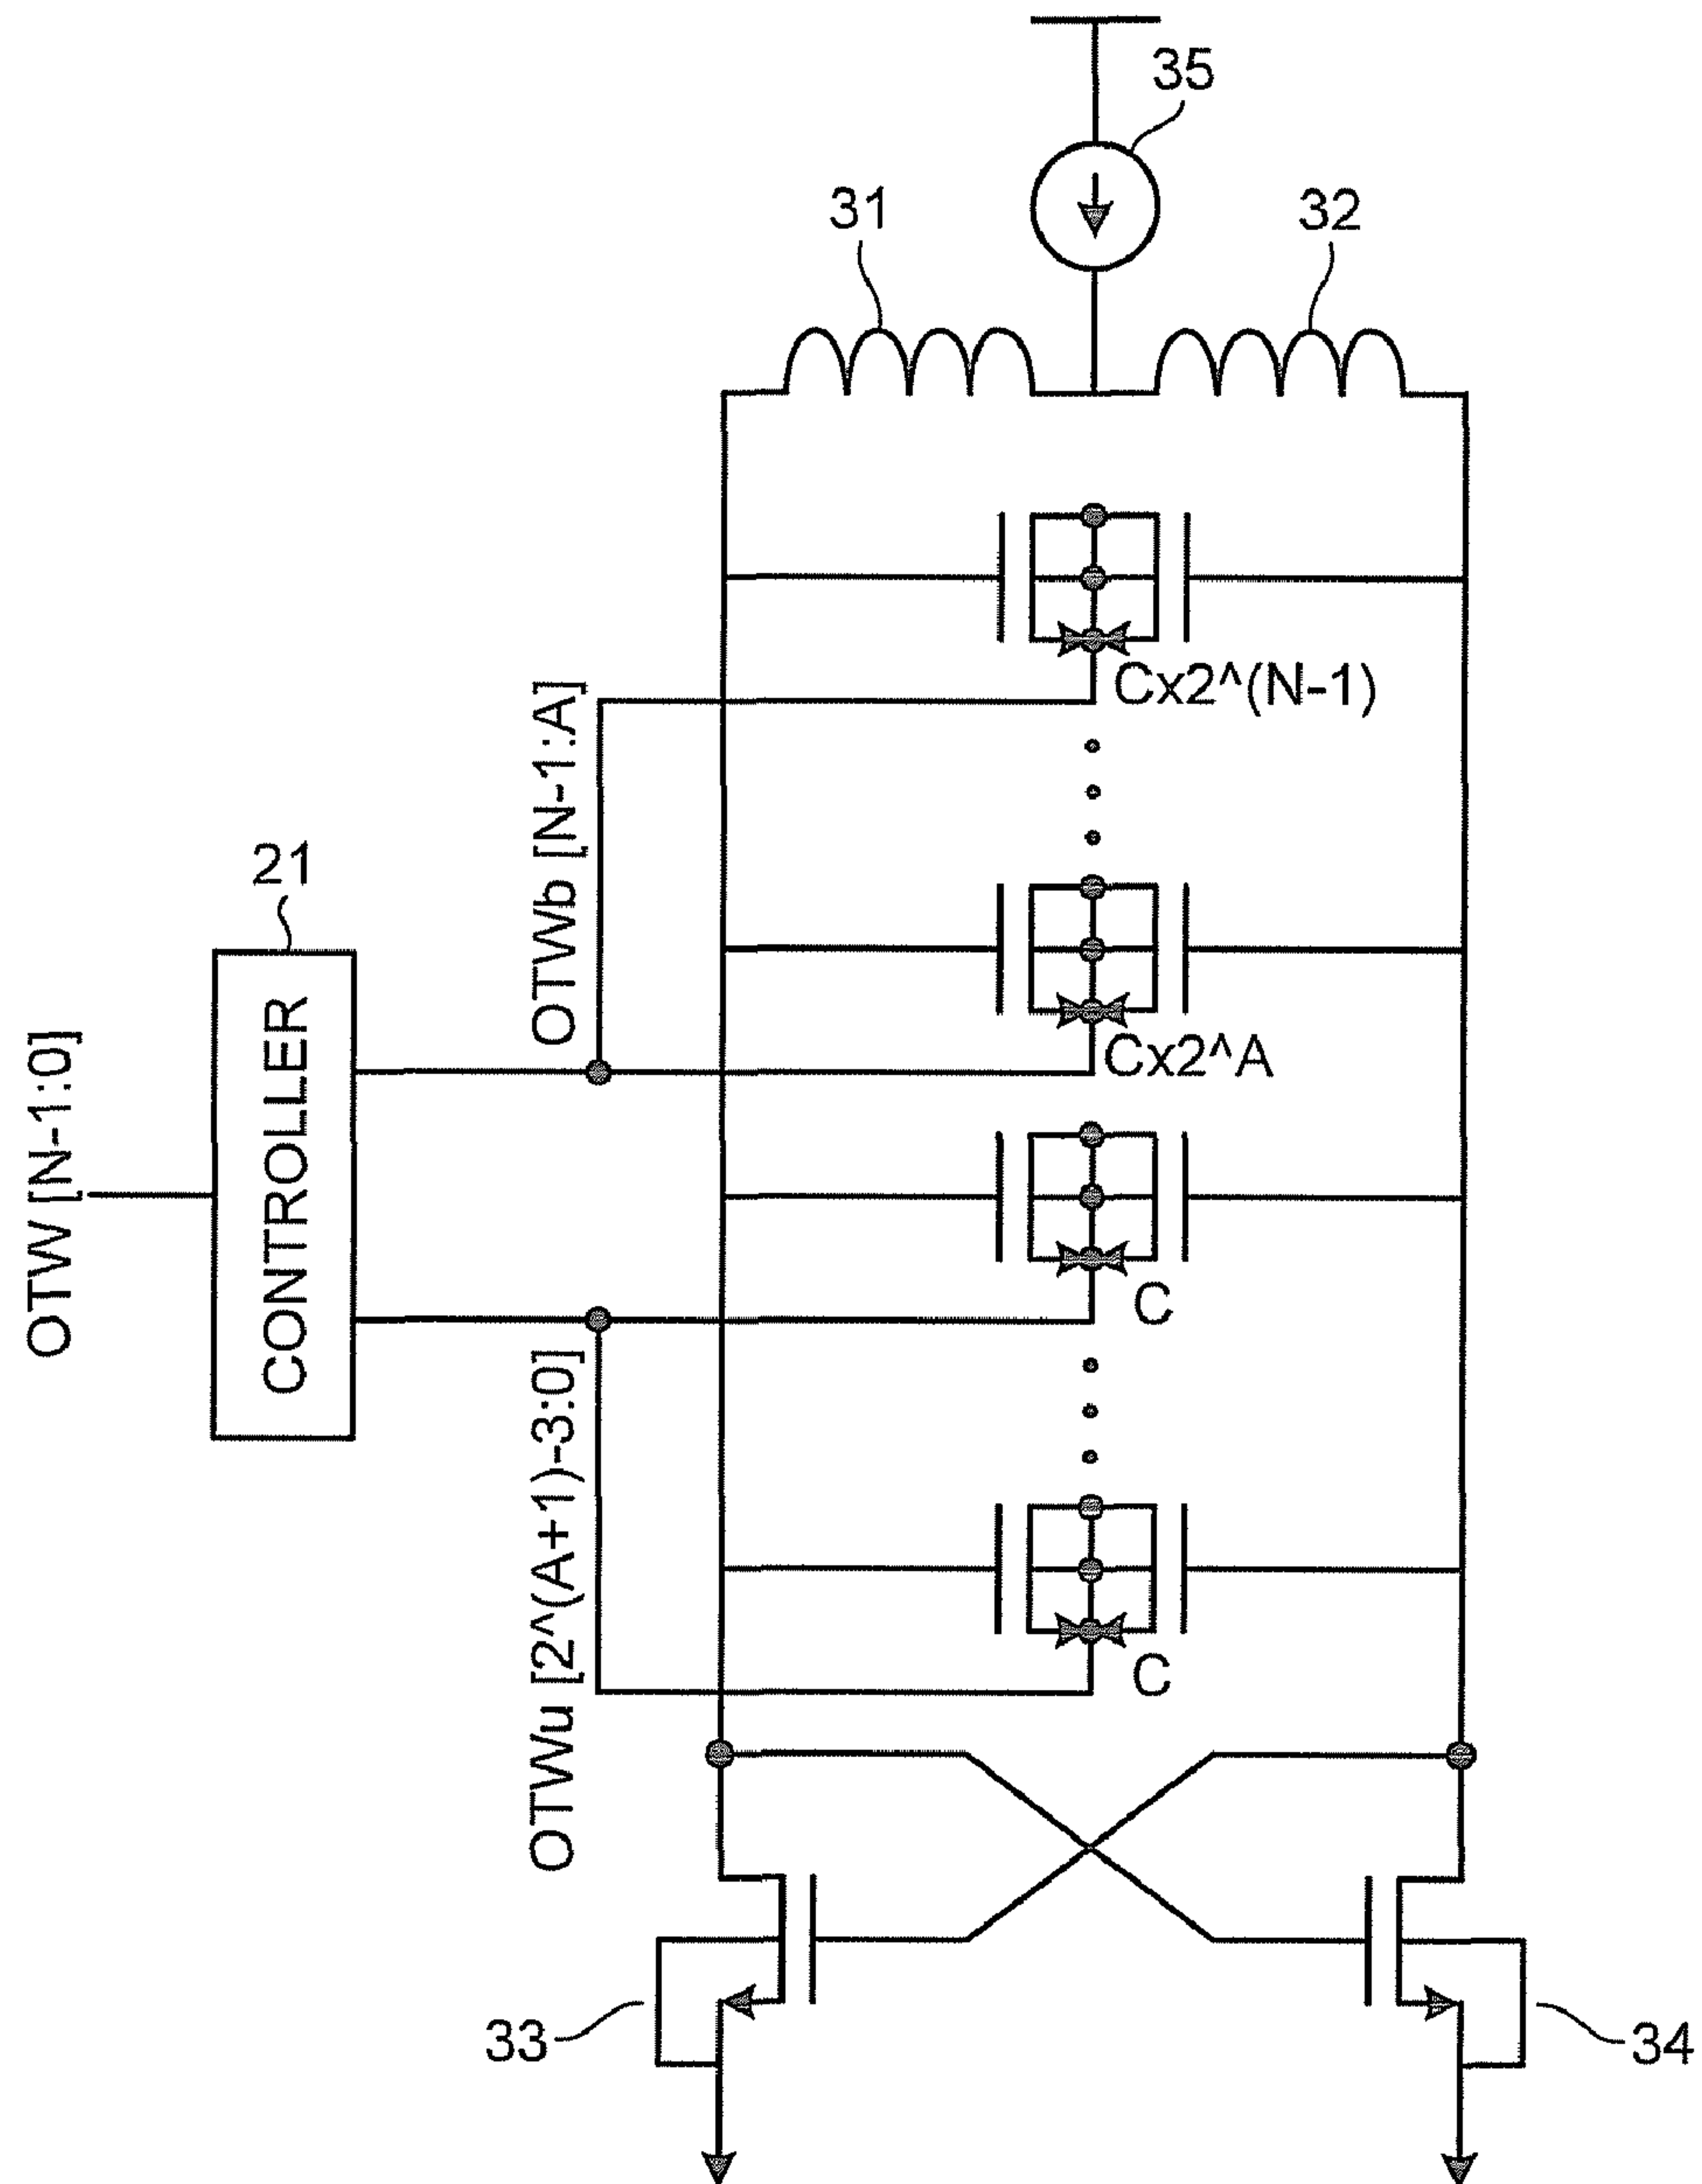 35
31
32
Cx2^(N-1)
OTWb [N-1:A]
21
Cx2^A
CONTROLLER
OTW [N-1:0]
C
OTWu [2^(A+1)-3:0]
C
33
34